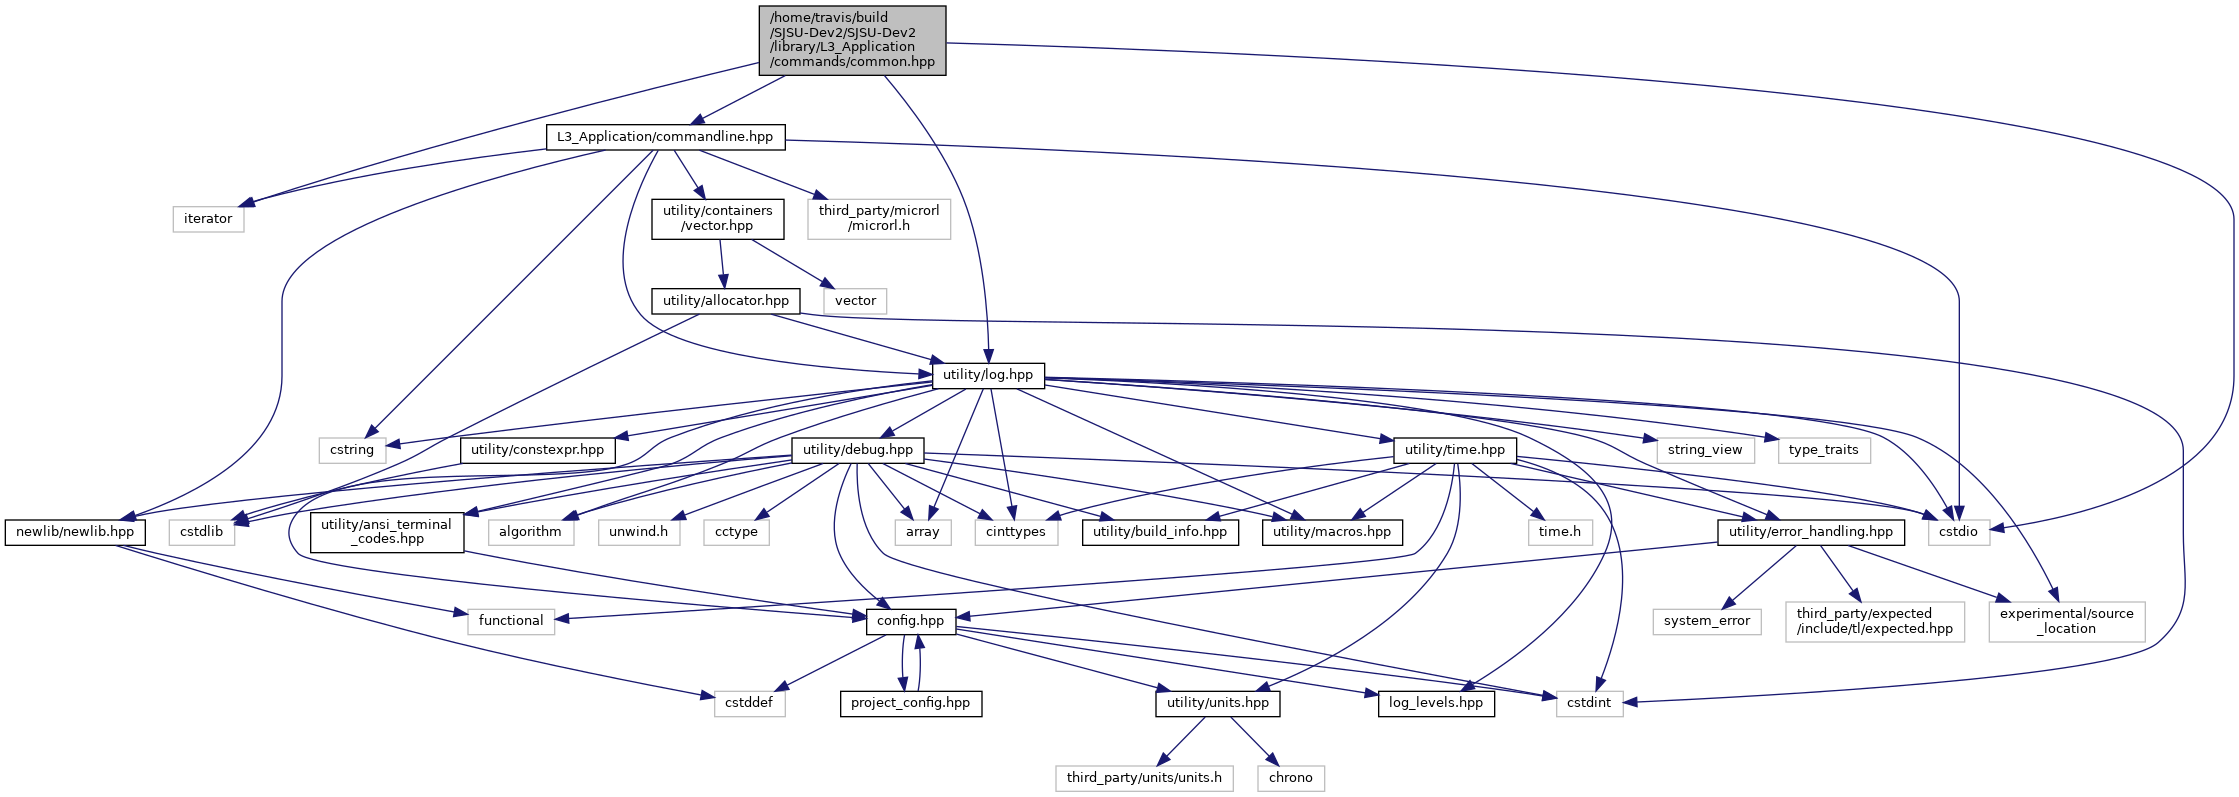 /home/travis/build
/SJSU-Dev2/SJSU-Dev2
/library/L3_Application
/commands/common.hpp
L3_Application/commandline.hpp
iterator
utility/containers
/vector.hpp
third_party/microrl
/microrl.h
utility/allocator.hpp
vector
utility/log.hpp
cstring
utility/constexpr.hpp
utility/debug.hpp
utility/time.hpp
string_view
type_traits
newlib/newlib.hpp
cstdlib
utility/ansi_terminal
_codes.hpp
algorithm
unwind.h
cctype
array
cinttypes
utility/build_info.hpp
utility/macros.hpp
time.h
utility/error_handling.hpp
cstdio
functional
config.hpp
system_error
third_party/expected
/include/tl/expected.hpp
experimental/source
_location
cstddef
project_config.hpp
utility/units.hpp
log_levels.hpp
cstdint
third_party/units/units.h
chrono